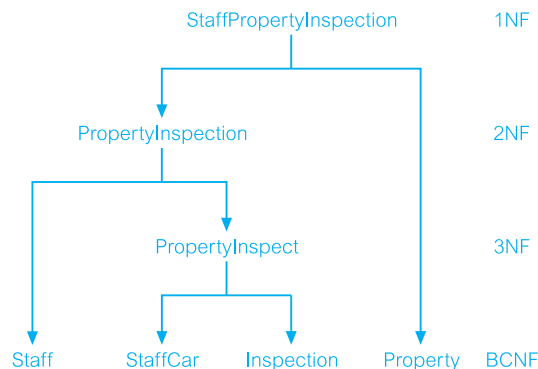 StaffPropertyInspection 1NF
PropertyInspection 2NF
PropertyInspect 3NF
Staff StaffCar Inspection Property BCNF